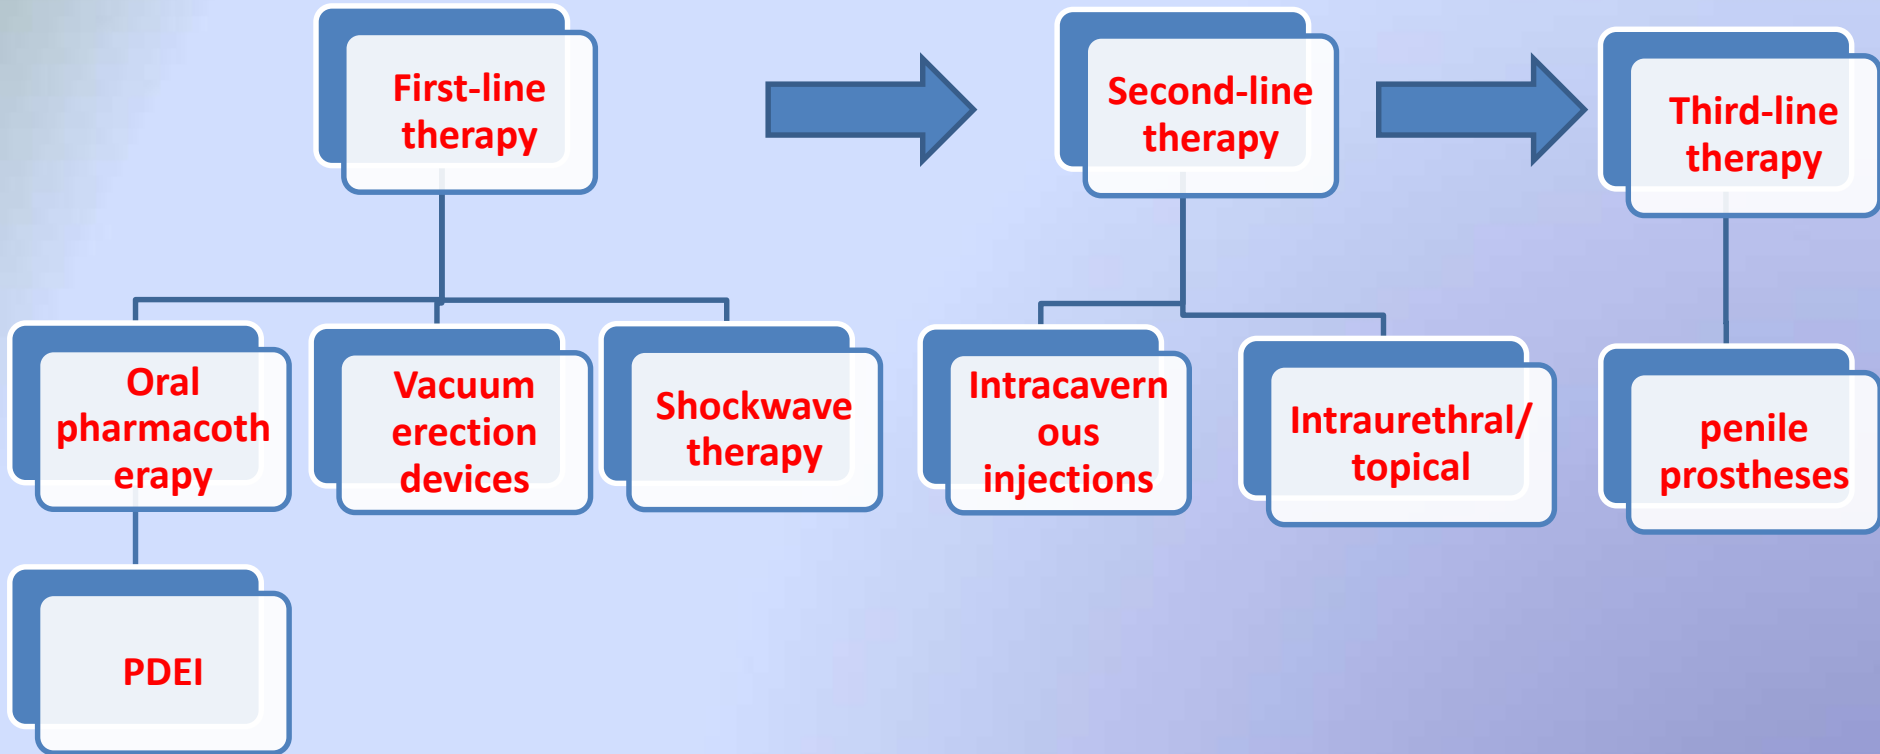 First-line
therapy
Second-line
therapy
Third-line
therapy
Oral
pharmacoth
erapy
Vacuum
erection
devices
Shockwave
therapy
Intracavern
ous
injections
Intraurethral/
topical
penile
prostheses
PDEI